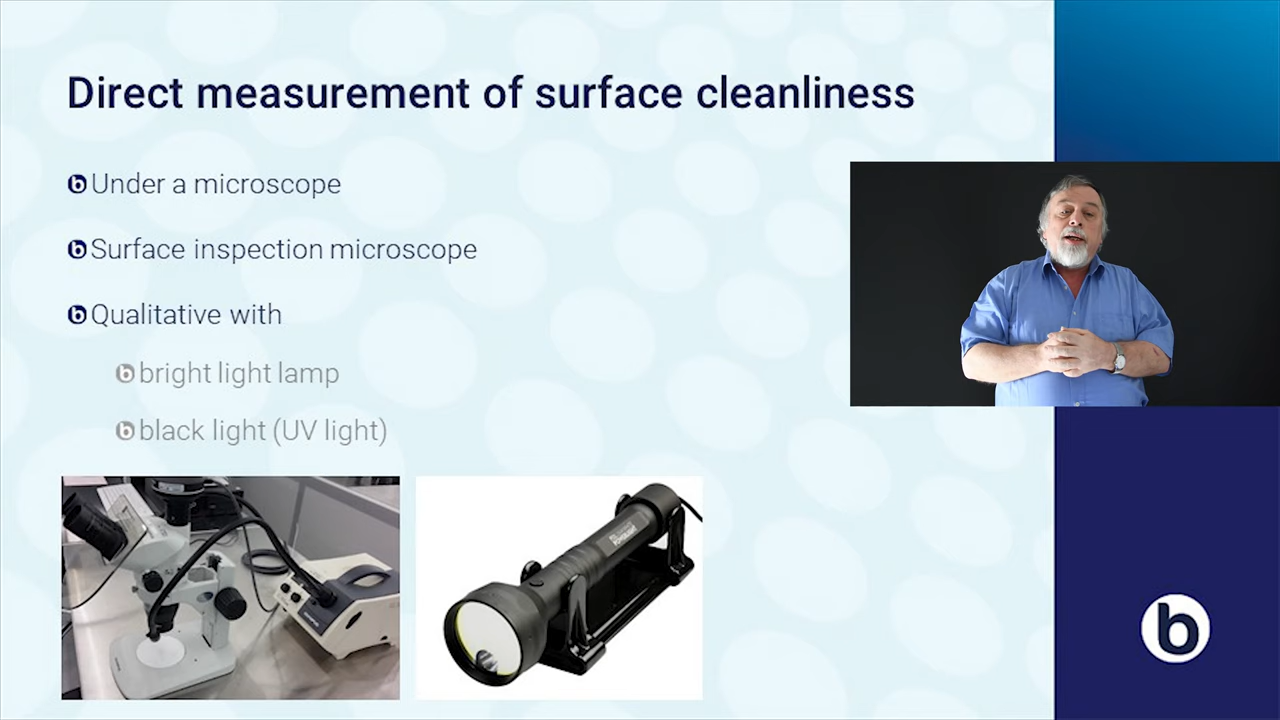 Direct measurement of surface cleanliness
Under a microscope
Surface inspection microscope
Qualitative with
bright light lamp
black light (UV light)
b